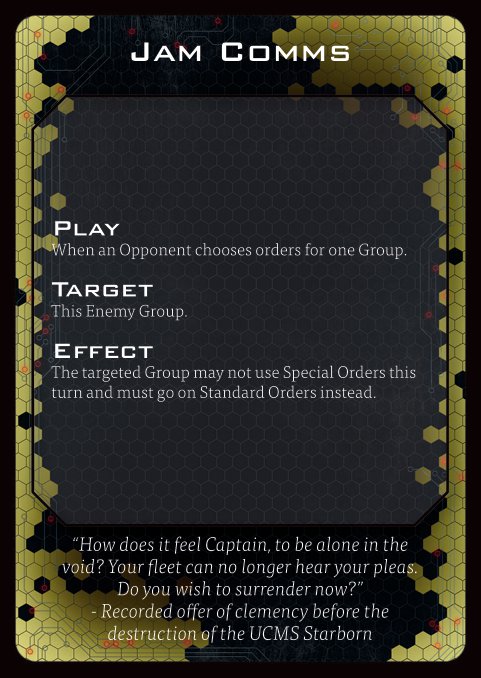 Jam Comms
Play
When an Opponent chooses orders for one Group.
Target
This Enemy Group.
Effect
The targeted Group may not use Special Orders this
turn and must go on Standard Orders instead.
“How does it feel Captain, to be alone in the
void? Your fleet can no longer hear your pleas.
Do you wish to surrender now?”
- Recorded offer of clemency before the
destruction of the UCMS Starborn